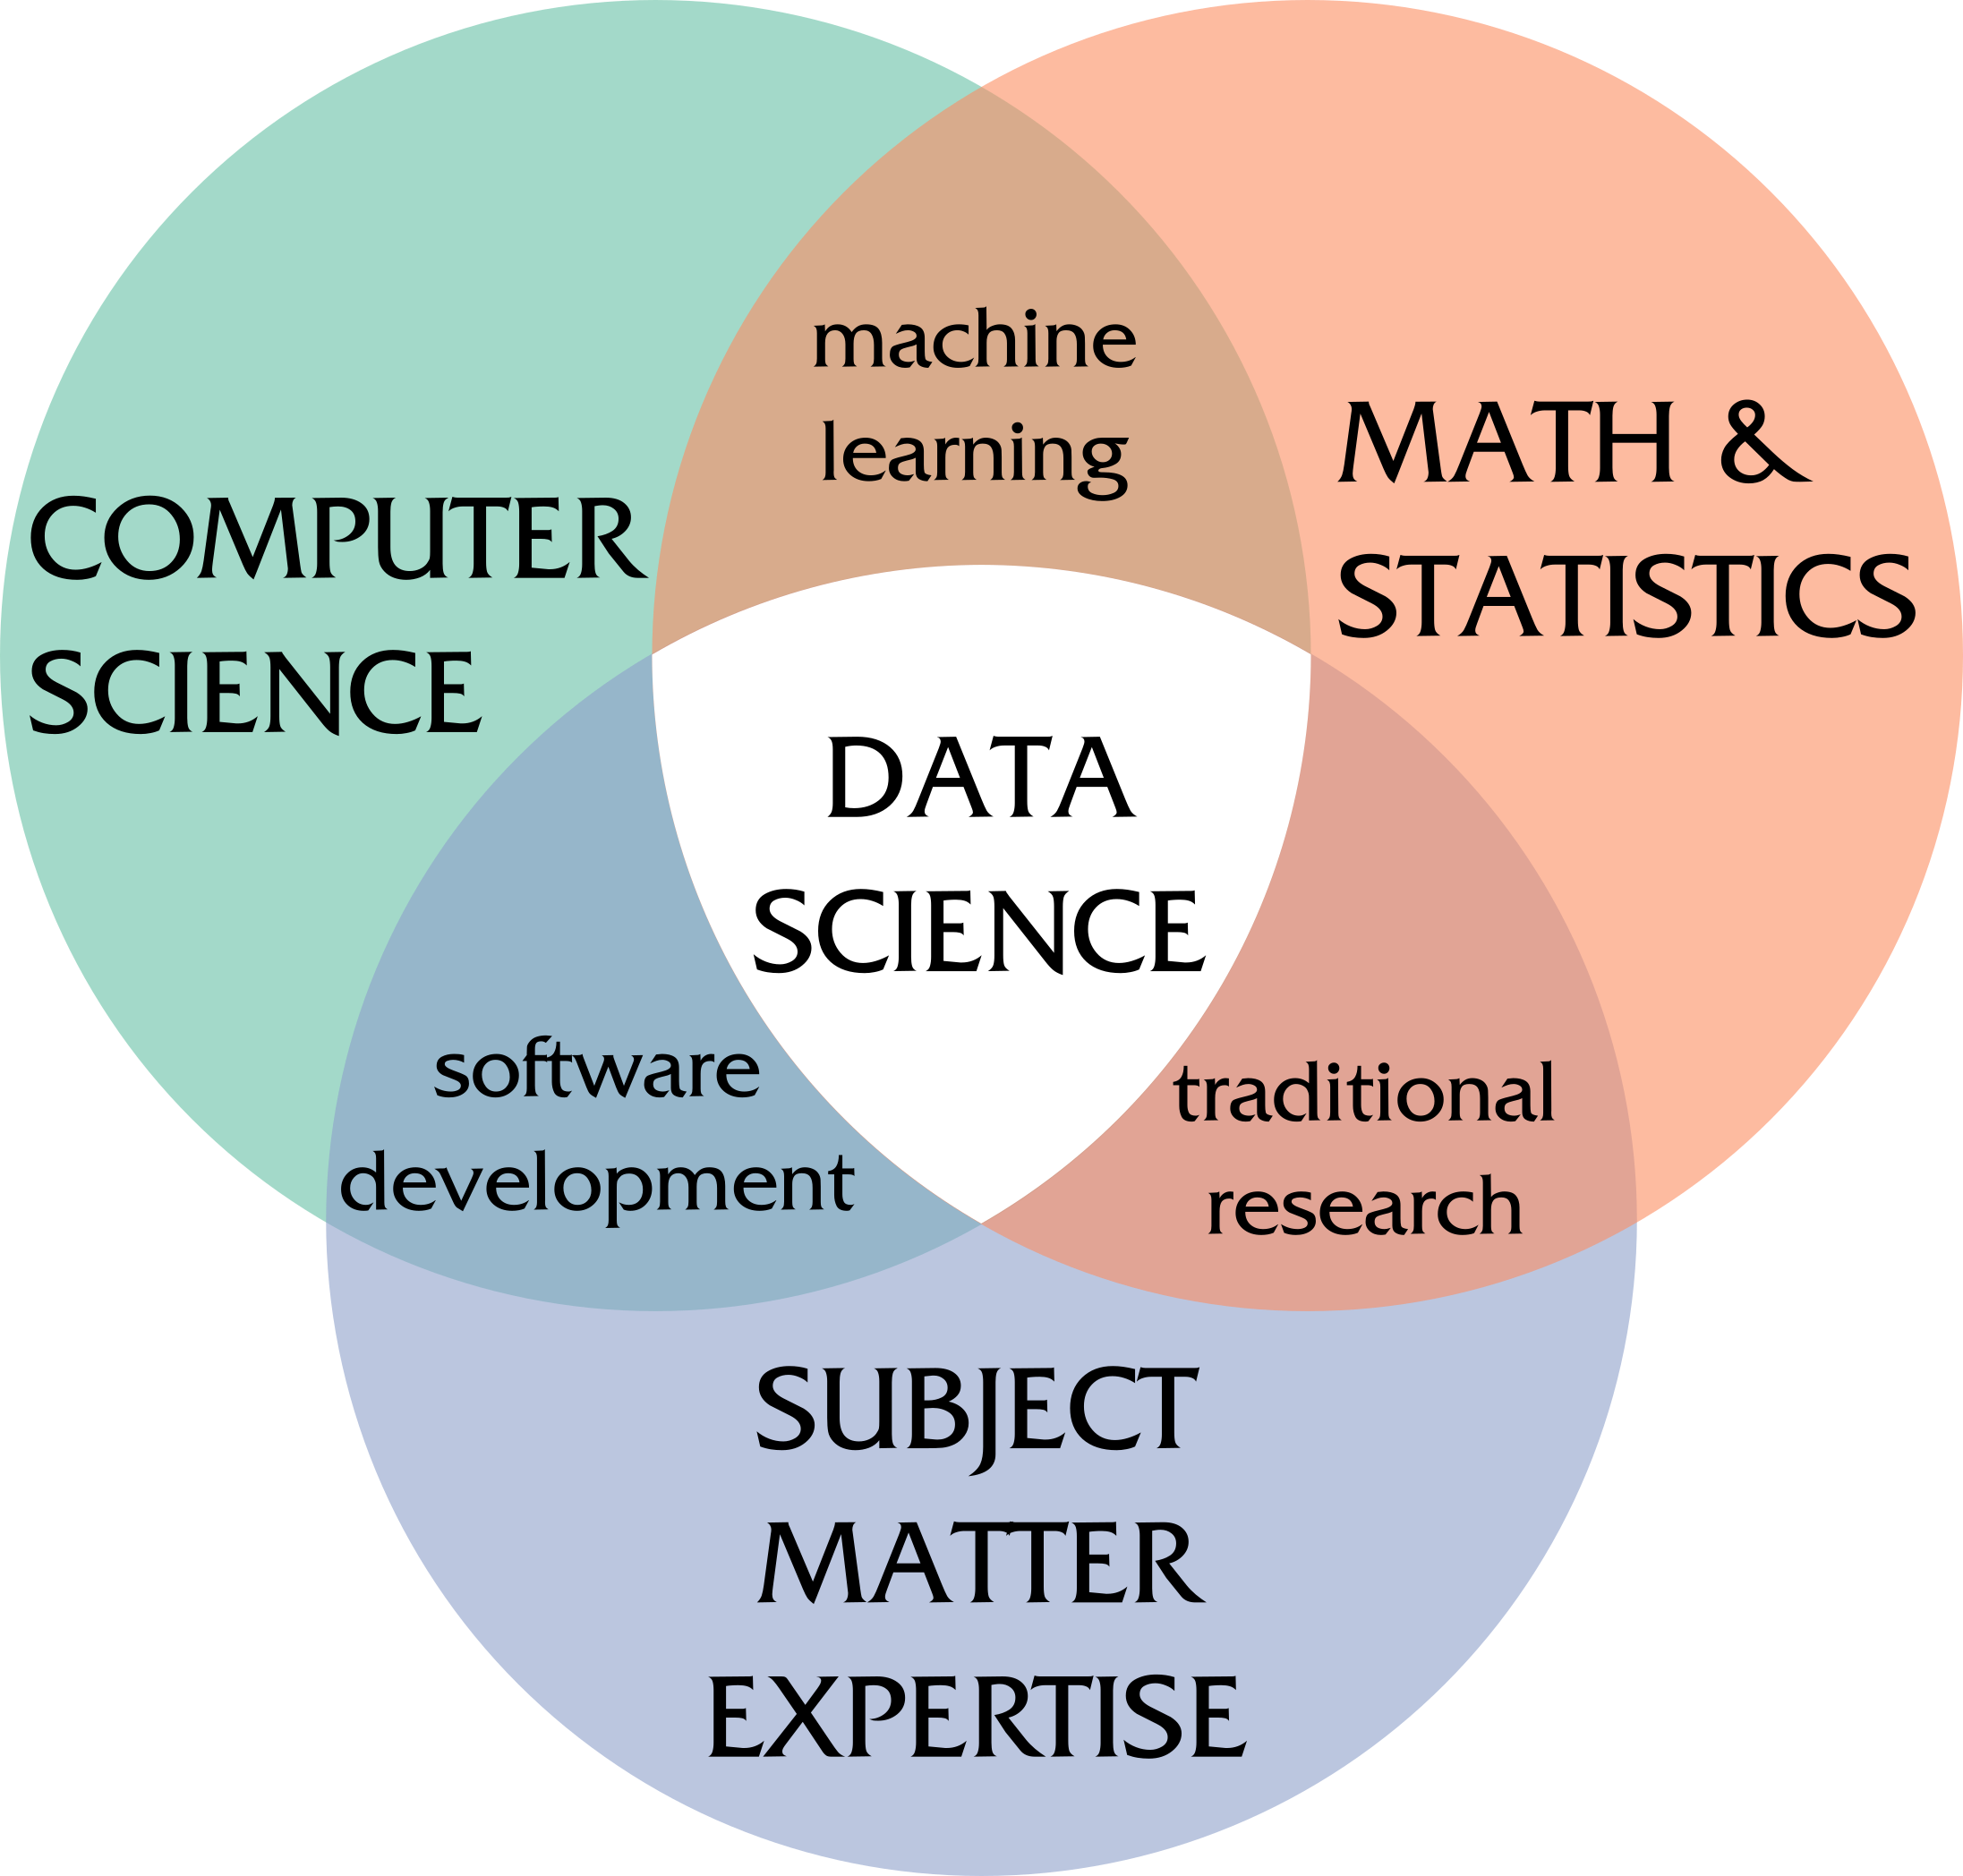 machine
learning
COMPUTER
SCIENCE
MATH &
STATISTICS
DATA
SCIENCE
software
development
traditional
research
SUBJECT
MATTER
EXPERTISE